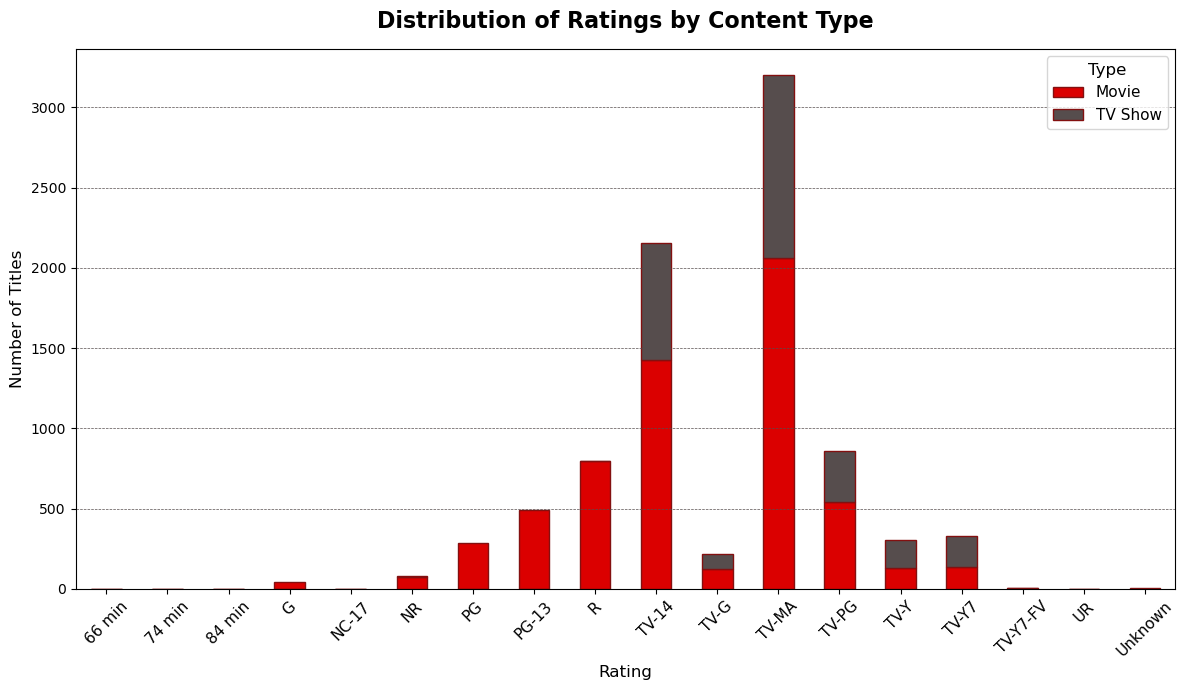 Distribution of Ratings by Content Type
Type
Movie
TV Show
Number of Titles
3000
2500
2000
1500
1000
500
0
66 min
74 min
84 min
G
NC-17
NR
PG
PG-13
R
TV-14
TV-G
TV-MA
TV-PG
TV-Y
TV-Y7
TV-Y7-FV
UR
Unknown
Rating